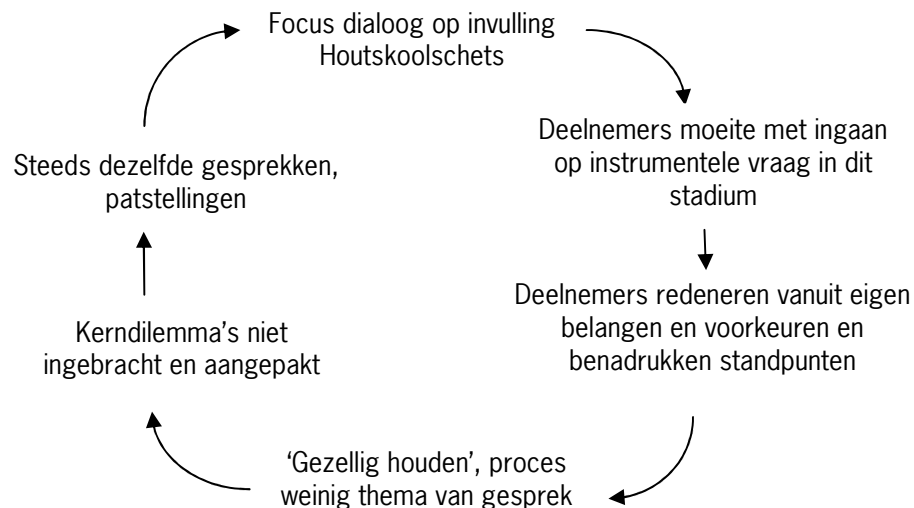 Focus dialoog op invulling
Houtskoolschets
Deelnemers moeite met ingaan
op instrumentele vraag in dit
stadium
Deelnemers redeneren vanuit eigen
belangen en voorkeuren en
benadrukken standpunten
‘Gezellig houden’, proces
weinig thema van gesprek
Kerndilemma’s niet
ingebracht en aangepakt
Steeds dezelfde gesprekken,
patstellingen